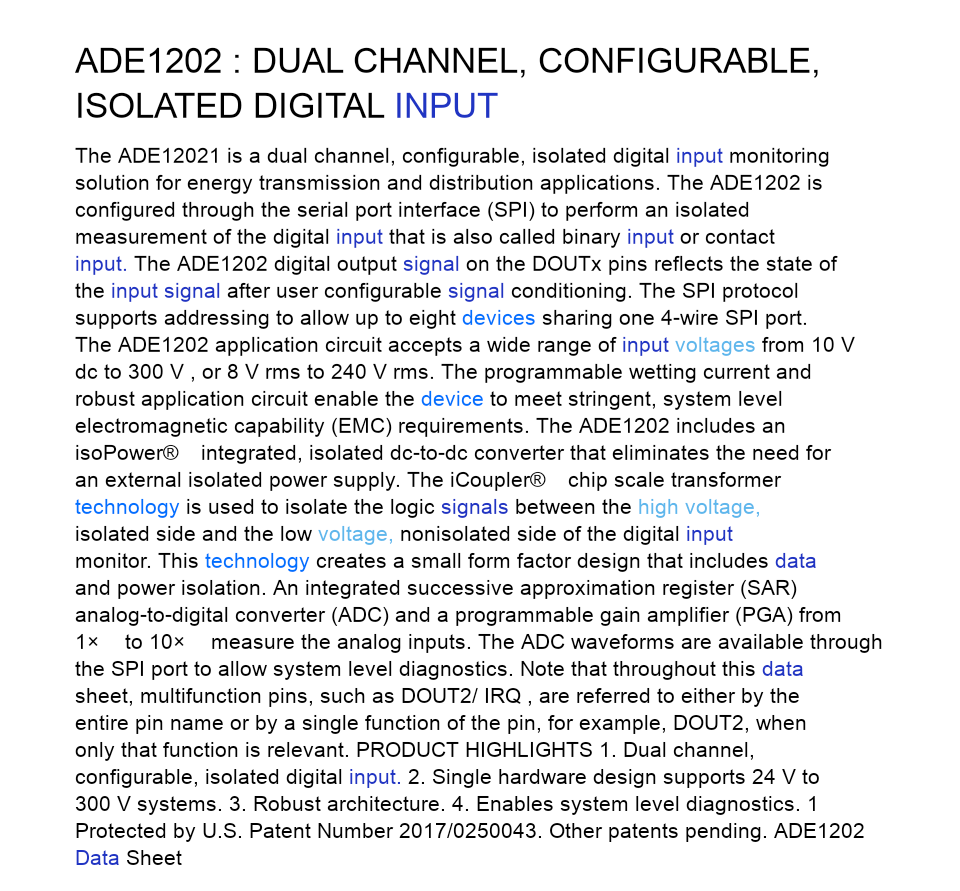 ADE1202 : DUAL CHANNEL, CONFIGURABLE,
ISOLATED DIGITAL INPUT
The ADE12021 is a dual channel, configurable, isolated digital input monitoring
solution for energy transmission and distribution applications. The ADE1202 is
configured through the serial port interface (SPI) to perform an isolated
measurement of the digital input that is also called binary input or contact
input. The ADE1202 digital output signal on the DOUTx pins reflects the state of
the input signal after user configurable signal conditioning. The SPI protocol
supports addressing to allow up to eight devices sharing one 4-wire SPI port.
The ADE1202 application circuit accepts a wide range of input voltages from 10 V
dc to 300 V , or 8 V rms to 240 V rms. The programmable wetting current and
robust application circuit enable the device to meet stringent, system level
electromagnetic capability (EMC) requirements. The ADE1202 includes an
isoPower® integrated, isolated dc-to-dc converter that eliminates the need for
an external isolated power supply. The iCoupler® chip scale transformer
technology is used to isolate the logic signals between the high voltage,
isolated side and the low voltage, nonisolated side of the digital input
monitor. This technology creates a small form factor design that includes data
and power isolation. An integrated successive approximation register (SAR)
analog-to-digital converter (ADC) and a programmable gain amplifier (PGA) from
1× to 10× measure the analog inputs. The ADC waveforms are available through
the SPI port to allow system level diagnostics. Note that throughout this data
sheet, multifunction pins, such as DOUT2/ IRQ , are referred to either by the
entire pin name or by a single function of the pin, for example, DOUT2, when
only that function is relevant. PRODUCT HIGHLIGHTS 1. Dual channel,
configurable, isolated digital input. 2. Single hardware design supports 24 V to
300 V systems. 3. Robust architecture. 4. Enables system level diagnostics. 1
Protected by U.S. Patent Number 2017/0250043. Other patents pending. ADE1202
Data Sheet